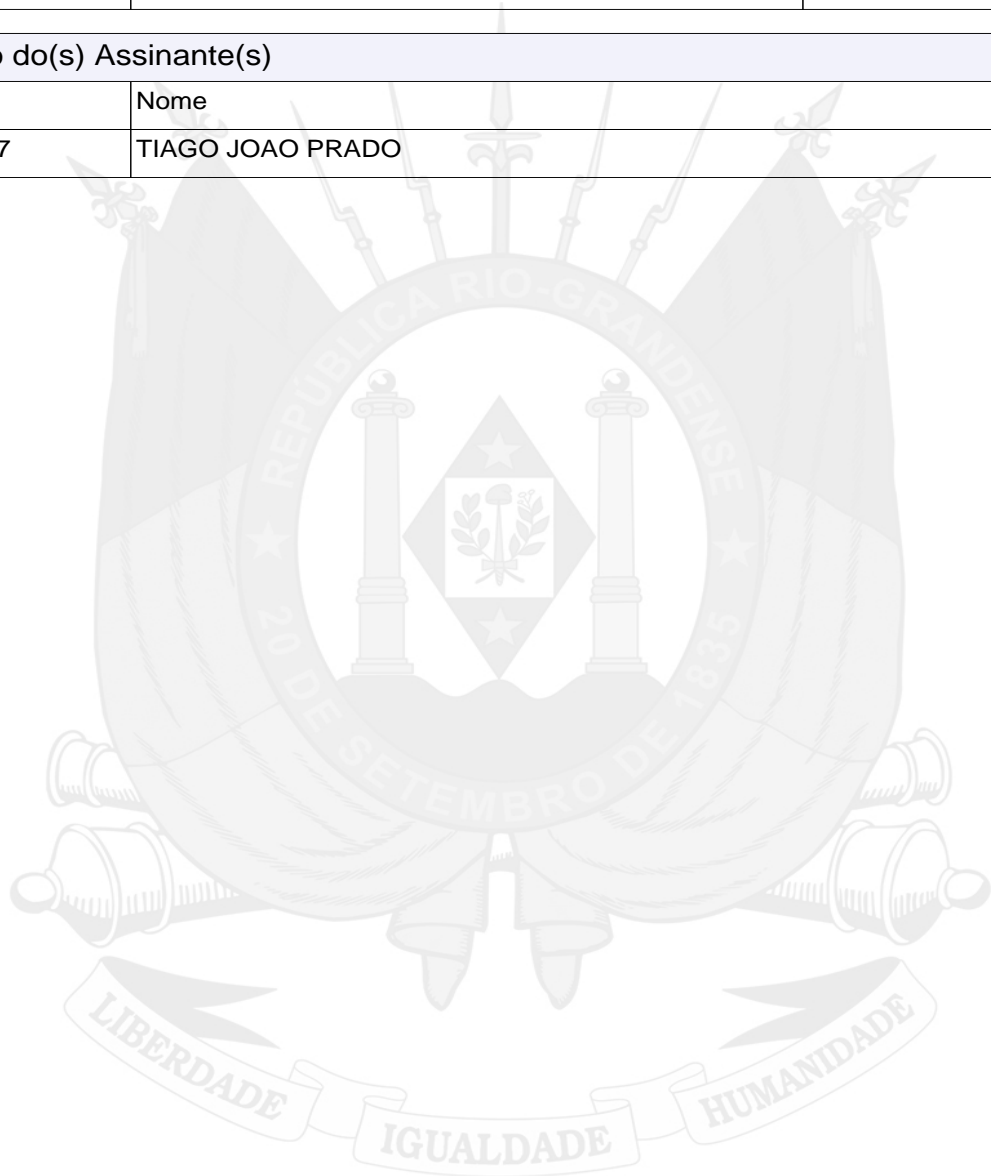 o do(s) Assinante(s)
Nome
7
TIAGO JOAO PRADO
REPÚBLICA RIO-GRANDENSE
20 DE SETEMBRO DE 1835
LIBERDADE
IGUALDADE
HUMANIDADE